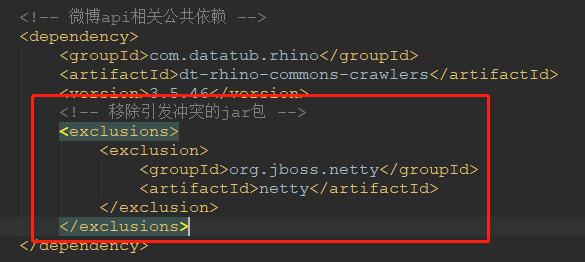 <!-- 微博api相关公共依赖 -->
<dependency>
<groupId>com.datatub.rhino</groupId>
<artifactId>dt-rhino-commons-crawlers</artifactId>
<version>3.5.46</version>
<!-- 移除引发冲突的jar包 -->
<exclusions>
<exclusion>
<groupId>org.jboss.netty</groupId>
<artifactId>netty</artifactId>
</exclusion>
</exclusions>
</dependency>